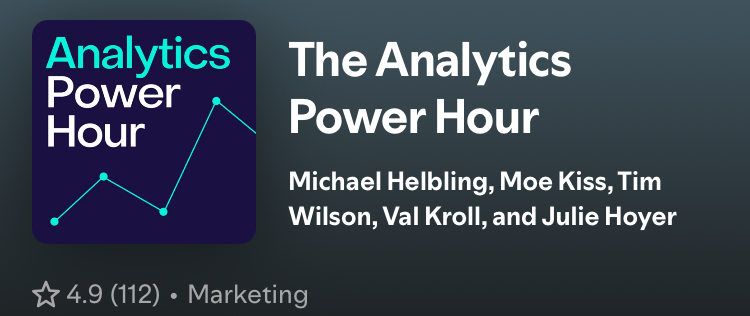 Analytics
Power
Hour
The Analytics
Power Hour
Michael Helbling, Moe Kiss, Tim
Wilson, Val Kroll, and Julie Hoyer
4.9 (112) • Marketing